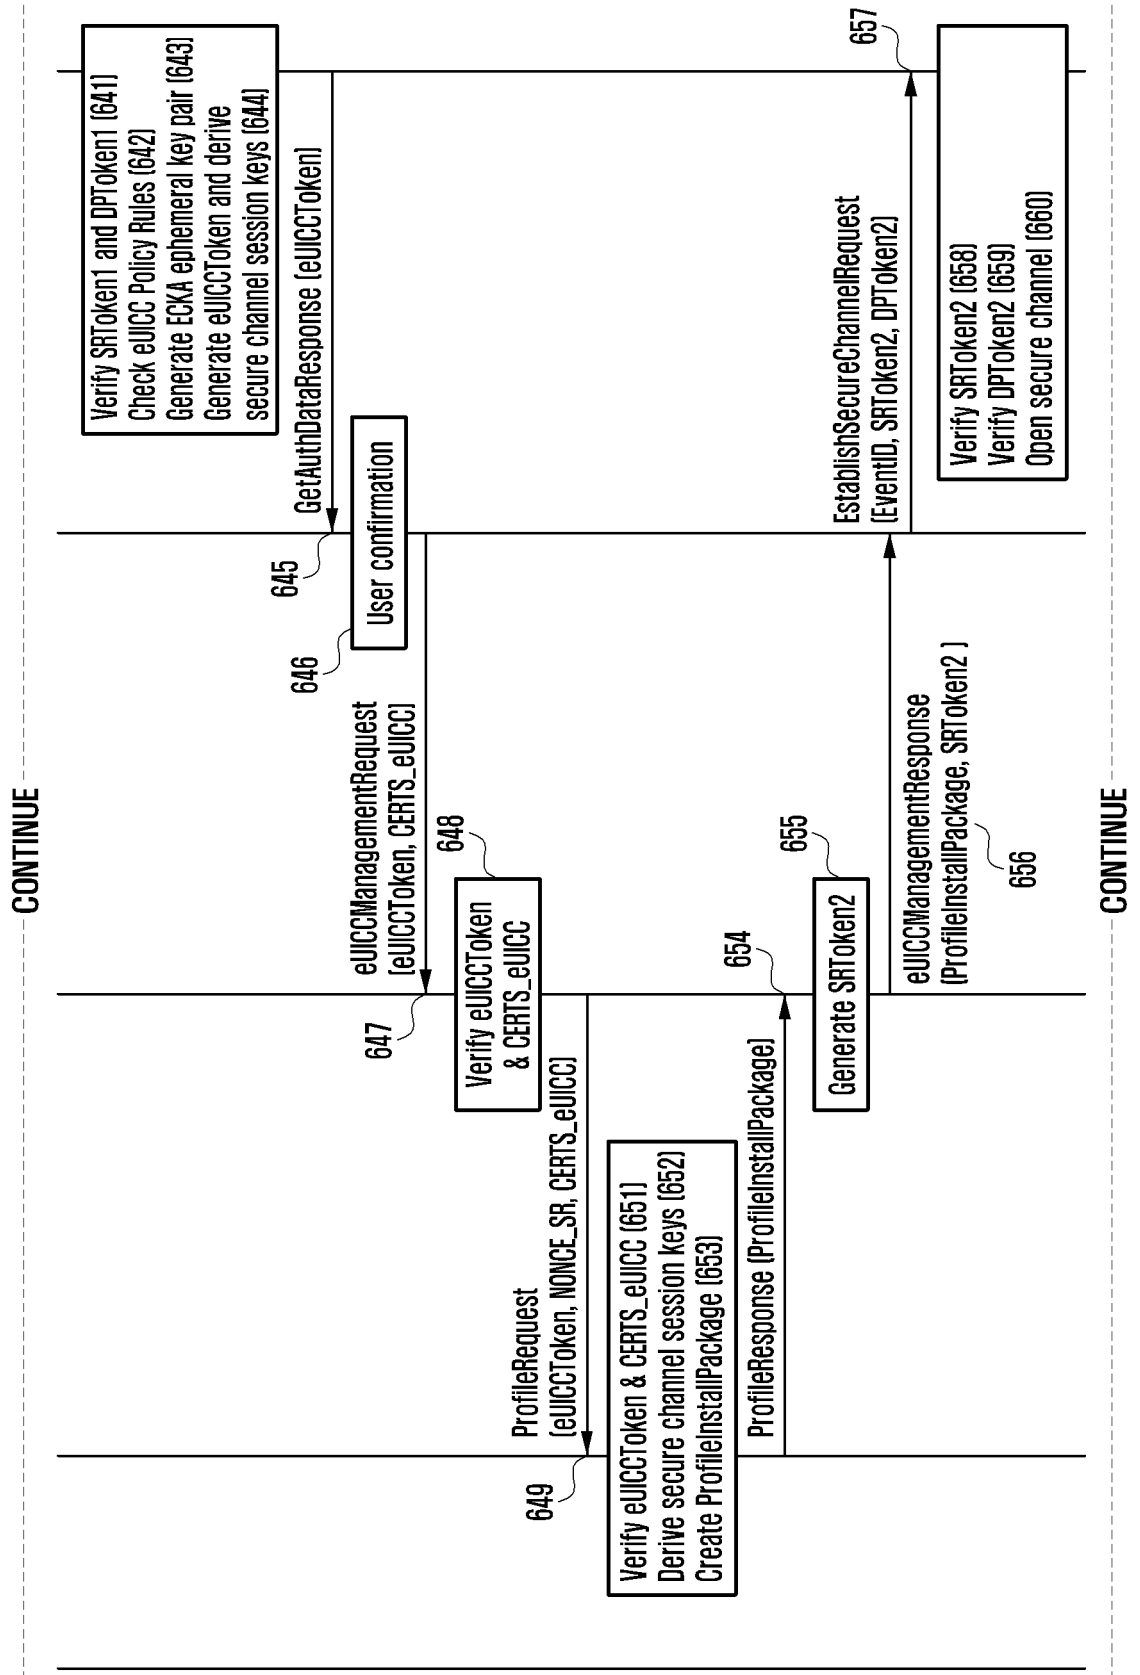 CONTINUE
Verify SRToken1 and DPToken1 (641)
Check eUICC Policy Rules (642)
Generate ECKA ephemeral key pair (643)
Generate eUICCToken and derive
secure channel session keys (644)
GetAuthDataResponse (eUICCToken)
645
User confirmation
646
eUICCManagementRequest
(eUICCToken, CERTS_eUICC)
647
Verify eUICCToken
& CERTS_eUICC
648
ProfileRequest
(eUICCToken, NONCE_SR, CERTS_eUICC)
649
Verify eUICCToken & CERTS_eUICC (651)
Derive secure channel session keys (652)
Create ProfileInstallPackage (653)
ProfileResponse (ProfileInstallPackage)
654
Generate SRToken2
655
eUICCManagementResponse
(ProfileInstallPackage, SRToken2 )
656
EstablishSecureChannelRequest
(EventID, SRToken2, DPToken2)
657
Verify SRToken2 (658)
Verify DPToken2 (659)
Open secure channel (660)
CONTINUE